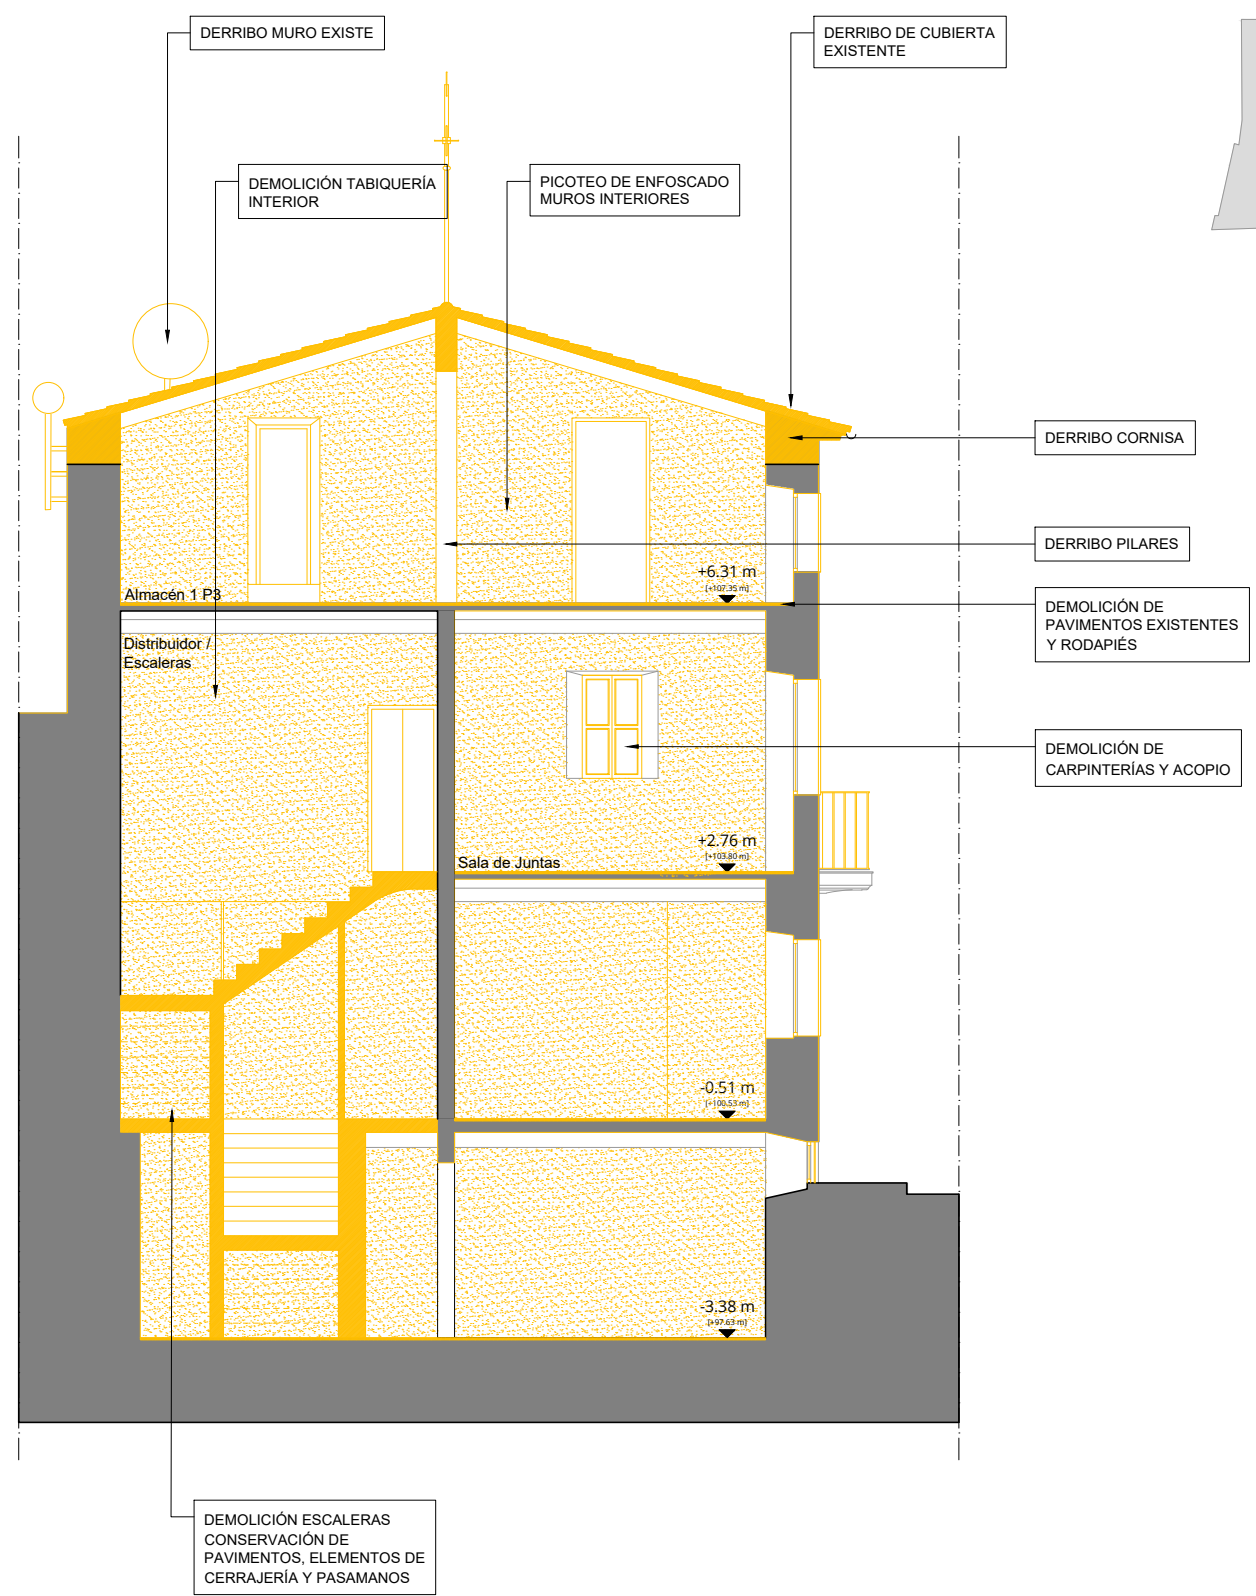 DERRIBO MURO EXISTE
DERRIBO DE CUBIERTA
EXISTENTE
DEMOLICIÓN TABIQUERÍA
INTERIOR
PICOTEO DE ENFOSCADO
MUROS INTERIORES
DERRIBO CORNISA
DERRIBO PILARES
+6.31 m
[+107.35 m]
Almacén 1 P3
DEMOLICIÓN DE
PAVIMENTOS EXISTENTES
Y RODAPIÉS
Distribuidor /
Escaleras
DEMOLICIÓN DE
CARPINTERÍAS Y ACOPIO
+2.76 m
[+103.80 m]
Sala de Juntas
-0.51 m
[+100.53 m]
-3.38 m
[+97.63 m]
DEMOLICIÓN ESCALERAS
CONSERVACIÓN DE
PAVIMENTOS, ELEMENTOS DE
CERRAJERÍA Y PASAMANOS